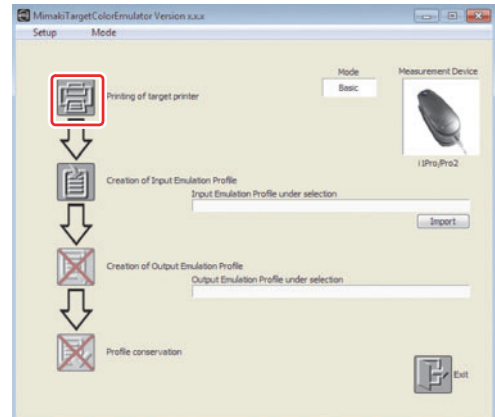 MimakiTargetColorEmulator Version x.x.x
Setup Mode
Mode
Measurement Device
Printing of target printer
Basic
i1Pro/Pro2
Creation of Input Emulation Profile
Input Emulation Profile under selection
Import
Creation of Output Emulation Profile
Output Emulation Profile under selection
Profile conservation
Exit